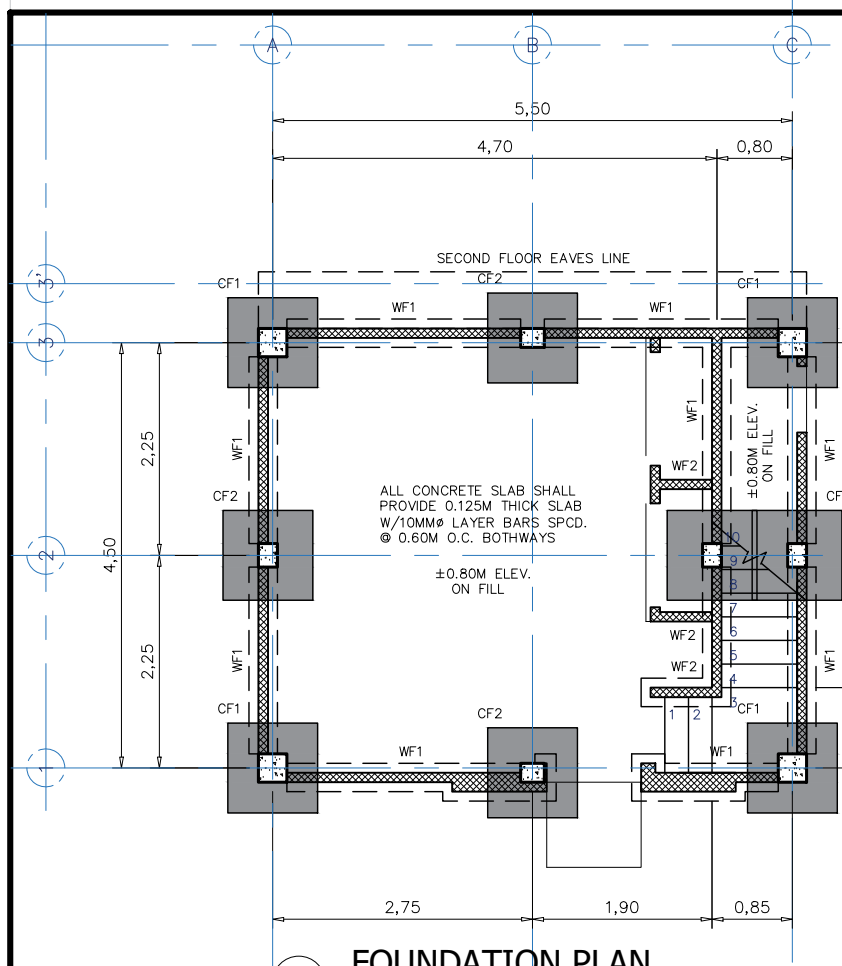 A
B
C
5,50
4,70
0,80
SECOND FLOOR EAVES LINE
3'
CF1
CF2
CF1
WF1
WF1
3
2,25
WF1
WF1
±0.80M ELEV.
ON FILL
WF1
WF2
ALL CONCRETE SLAB SHALL
PROVIDE 0.125M THICK SLAB
W/10MMØ LAYER BARS SPCD.
@ 0.60M O.C. BOTHWAYS
CF2
4,50
2
10
9
±0.80M ELEV.
ON FILL
8
7
6
WF2
5
2,25
WF1
WF2
WF1
4
3
CF1
CF2
1
2
CF1
WF1
WF1
1
2,75
1,90
0,85
FOUNDATION PLAN